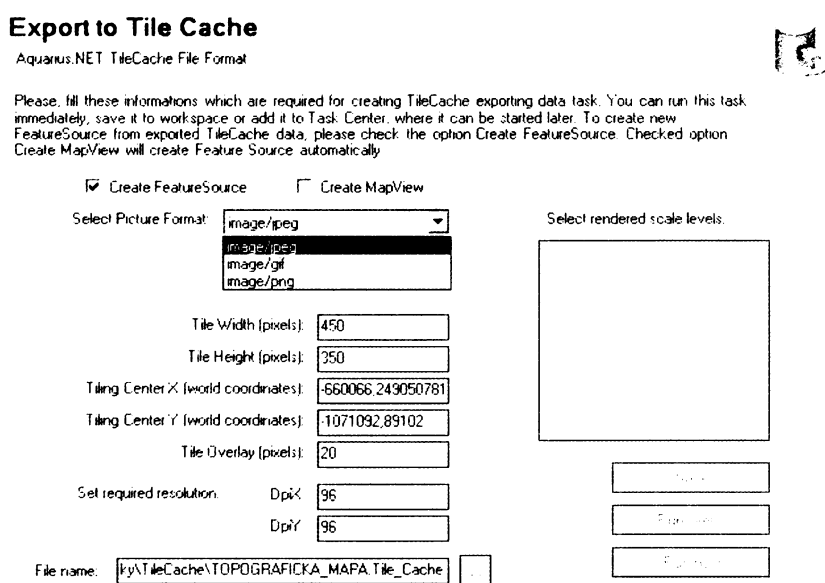 Export to Tile Cache
Aquarius.NET TileCache File Format
Please, fill these informations which are required for creating TileCache exporting data task. You can run this task
immediately, save it to workspace or add it to Task Center, where it can be started later. To create new
FeatureSource from exported TileCache data, please check the option Create FeatureSource. Checked option
Create MapView will create Feature Source automatically
Create FeatureSource
Create MapView
Select Picture Format:
image/jpeg
image/jpeg
image/gif
image/png
Select rendered scale levels.
Tile Width (pixels): 450
Tile Height (pixels): 350
Tiling Center X (world coordinates): -660066,249050781
Tiling Center Y (world coordinates): -1071092,89102
Tile Overlay (pixels): 20
Set required resolution. DpiX 96
DpiY 96
File name: ky\TileCache\TOPOGRAFICKA_MAPA.Tile_Cache ...